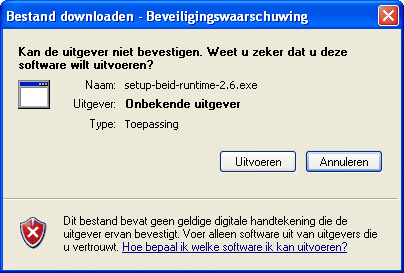 Bestand downloaden - Beveiligingswaarschuwing
Kan de uitgever niet bevestigen. Weet u zeker dat u deze
software wilt uitvoeren?
Naam: setup-beid-runtime-2.6.exe
Uitgever: Onbekende uitgever
Type: Toepassing
Uitvoeren Annuleren
Dit bestand bevat geen geldige digitale handtekening die de
uitgever ervan bevestigt. Voer alleen software uit van uitgevers die
u vertrouwt. Hoe bepaal ik welke software ik kan uitvoeren?